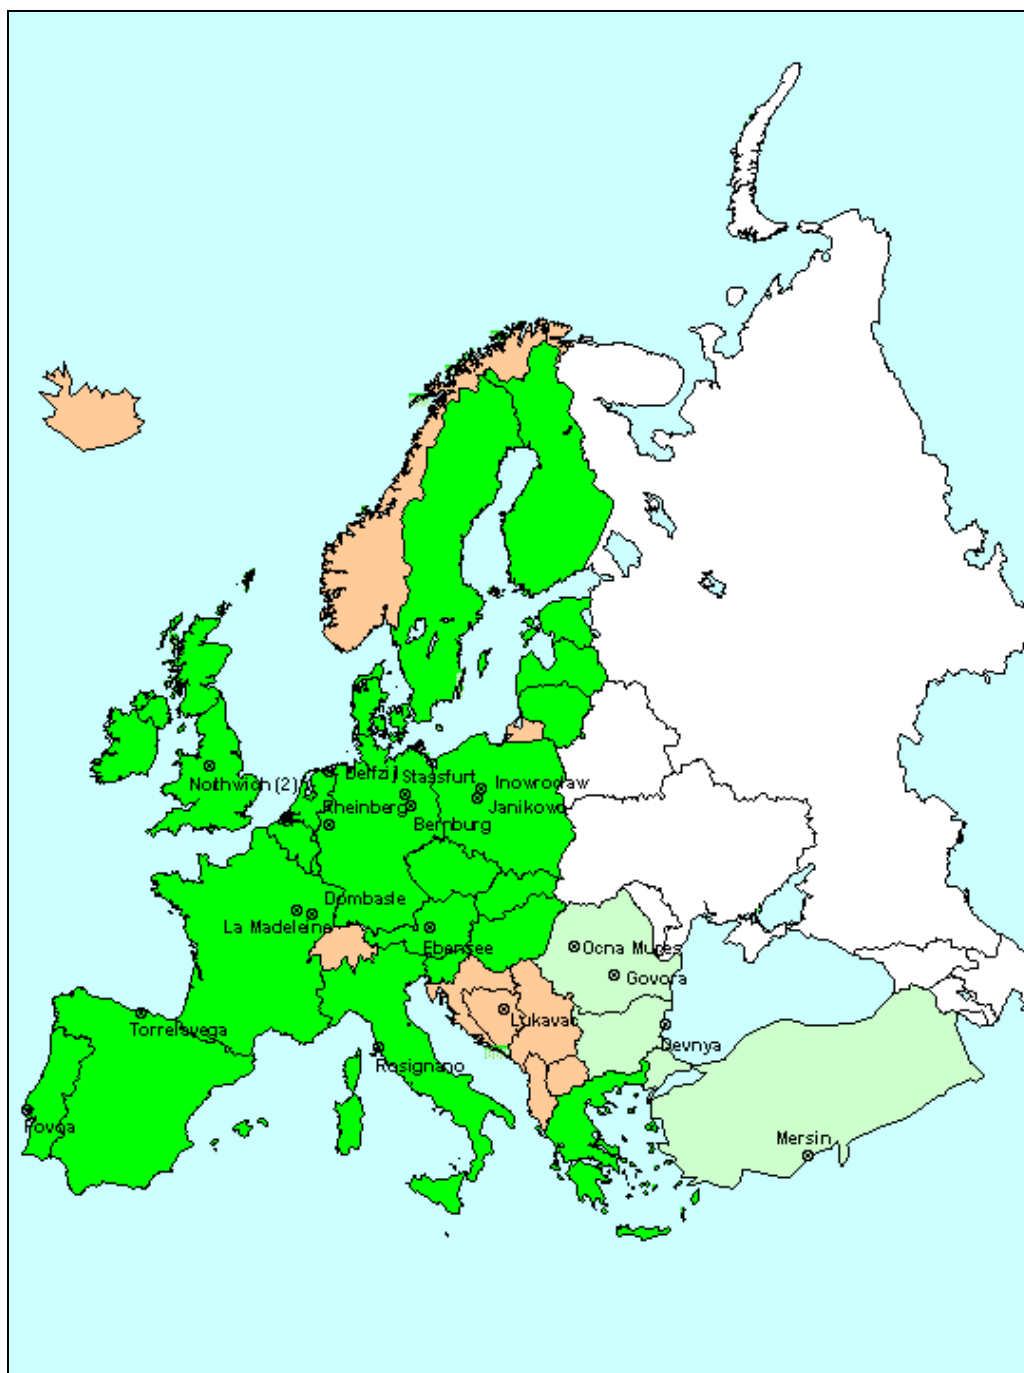 Northwich (2)
Delfzijl
Stassfurt
Inowroclaw
Rheinberg
Janikowo
Bernburg
Dombasle
La Madeleine
Ebensee
Ocna Mures
Govora
Lukavac
Torrelavega
Devnya
Rosignano
Povoa
Mersin